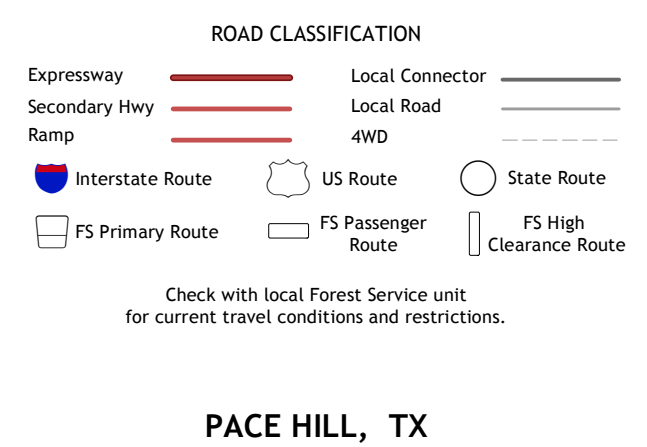 ROAD CLASSIFICATION
Expressway
Local Connector
Secondary Hwy
Local Road
Ramp
4WD
Interstate Route
US Route
State Route
FS Primary Route
FS Passenger
Route
FS High
Clearance Route
Check with local Forest Service unit
for current travel conditions and restrictions.
PACE HILL, TX